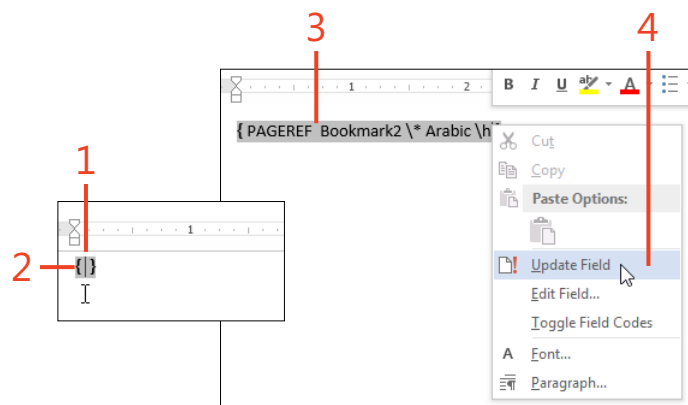 3
4
1
2
B I U ab A
1 2
{ PAGEREF Bookmark2 \* Arabic \h }
Cut
Copy
Paste Options:
1
{ }
Update Field
Edit Field...
Toggle Field Codes
A Font...
Paragraph...